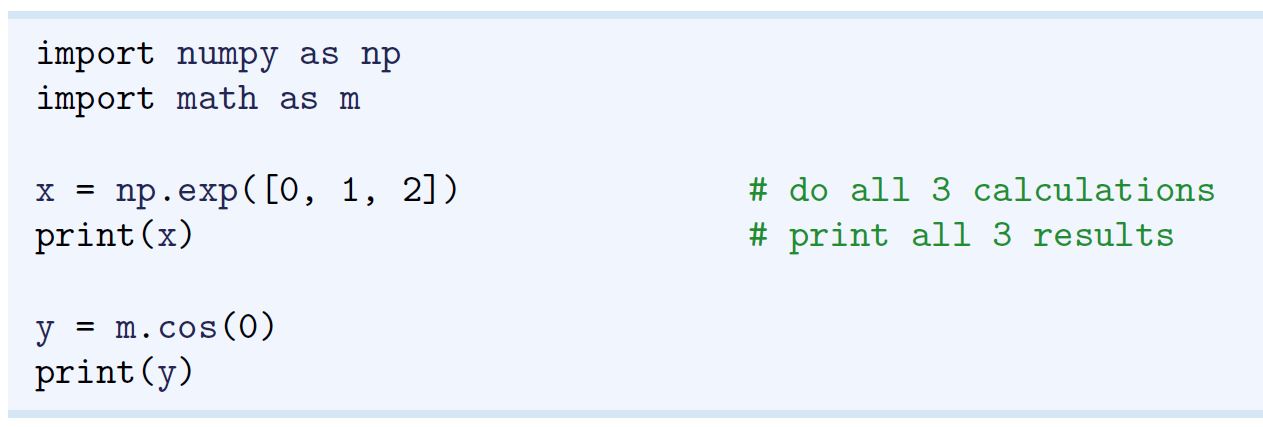 import numpy as np
import math as m
x = np.exp([0, 1, 2]) # do all 3 calculations
print(x) # print all 3 results
y = m.cos(0)
print(y)